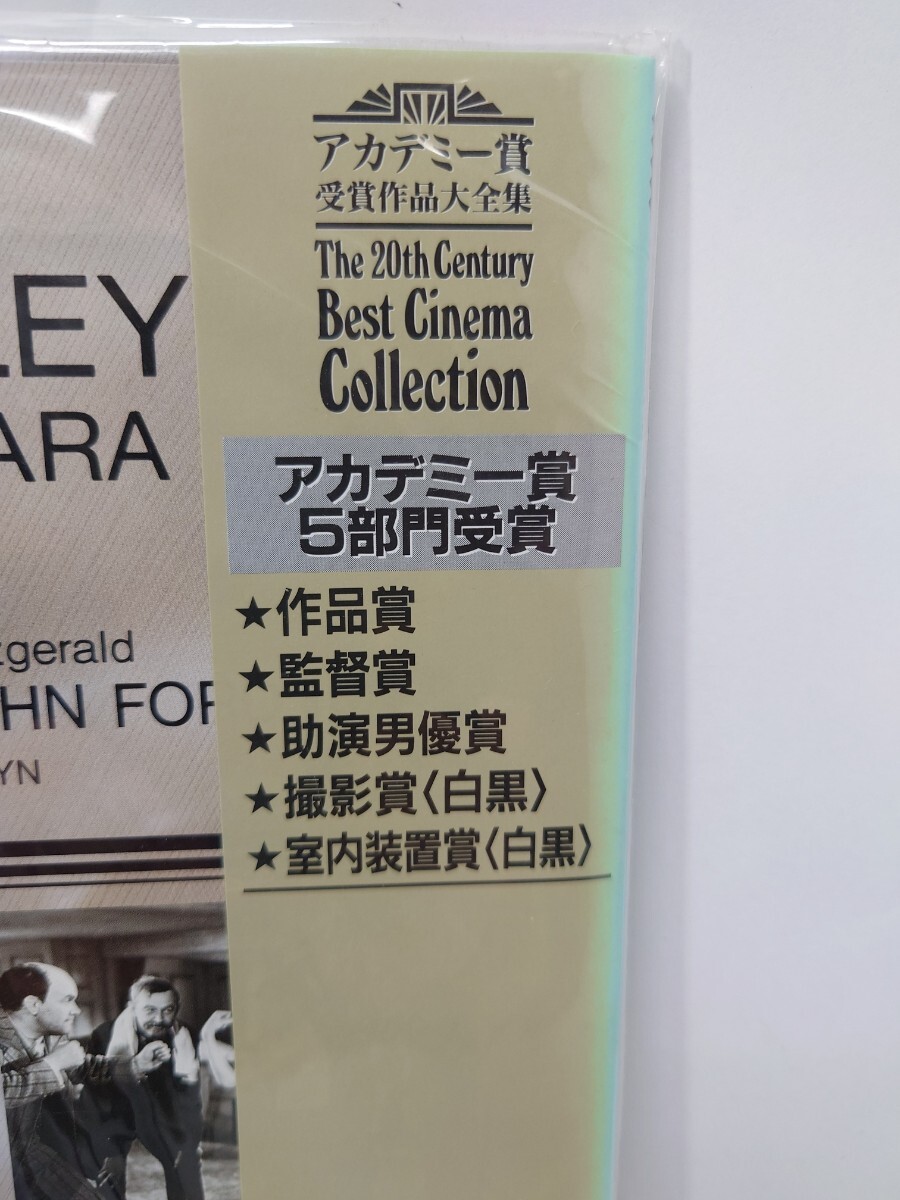 LEY
ARA
zgerald
HN FOR
YN
アカデミー賞
受賞作品大全集
The 20th Century
Best Cinema
Collection
アカデミー賞
5部門受賞
★作品賞
★監督賞
★助演男優賞
★撮影賞〈白黒〉
★室内装置賞〈白黒〉